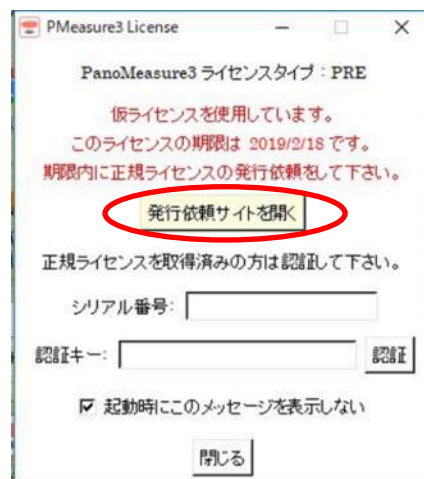 PMeasure3 License
PanoMeasure3 ライセンスタイプ：PRE
仮ライセンスを使用しています。
このライセンスの期限は 2019/2/18 です。
期限内に正規ライセンスの発行依頼をして下さい。
発行依頼サイトを開く
正規ライセンスを取得済みの方は認証して下さい。
シリアル番号:
認証キー:
認証
起動時にこのメッセージを表示しない
閉じる